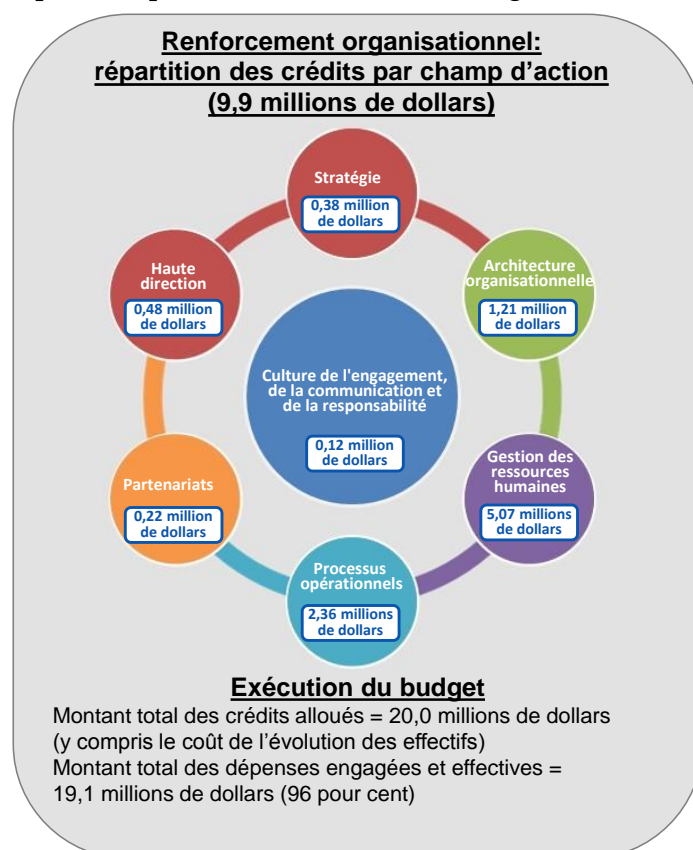 Renforcement organisationnel:
répartition des crédits par champ d’action
(9,9 millions de dollars)
Stratégie
0,38 million
de dollars
Haute
direction
0,48 million
de dollars
Architecture
organisationnelle
1,21 million
de dollars
Culture de l'engagement,
de la communication et
de la responsabilité
0,12 million
de dollars
Partenariats
0,22 million
de dollars
Gestion des
ressources
humaines
5,07 millions
de dollars
Processus
opérationnels
2,36 millions
de dollars
Exécution du budget
Montant total des crédits alloués = 20,0 millions de dollars
(y compris le coût de l’évolution des effectifs)
Montant total des dépenses engagées et effectives =
19,1 millions de dollars (96 pour cent)